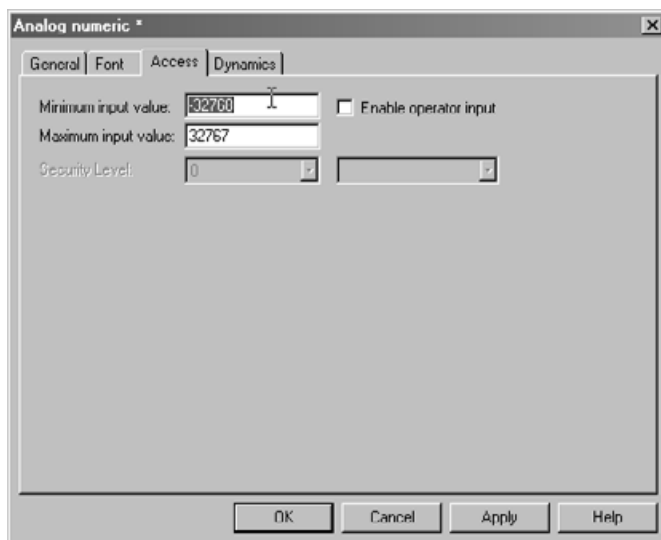 Analog numeric *
General Font Access Dynamics
Minimum input value: -32768 Enable operator input
Maximum input value: 32767
Security Level: 0
OK Cancel Apply Help